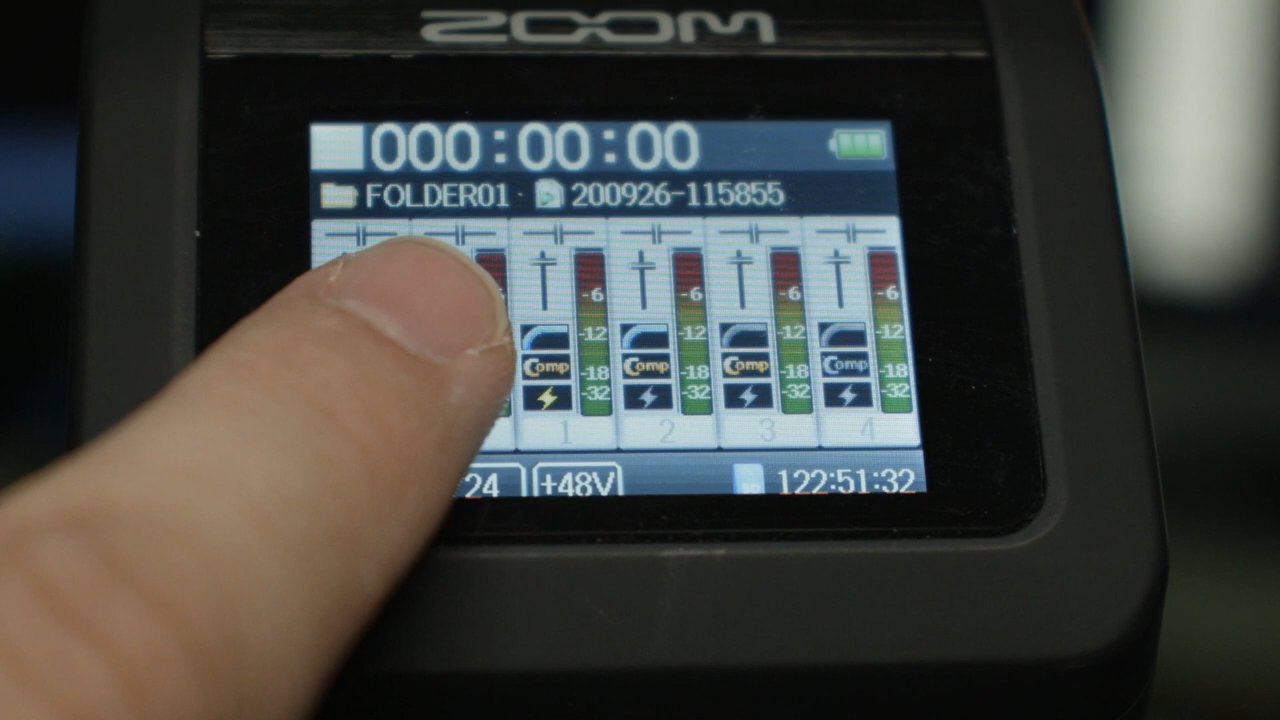 ZOOM
000:00:00
FOLDER01 200926-115855
-6 -6 -6 -6
-12 -12 -12 -12
Comp Comp Comp Comp
-18 -18 -18 -18
-32 -32 -32 -32
1 2 3 4
24 +48V 122:51:32